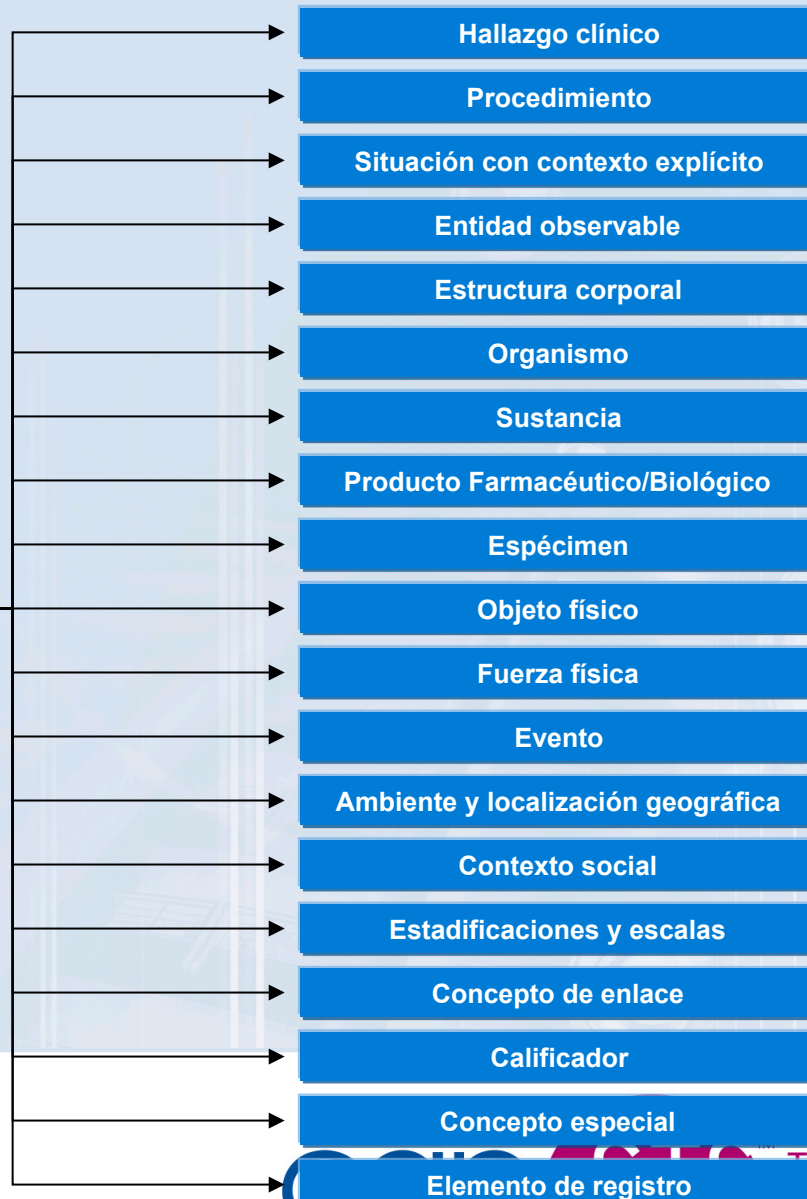 Hallazgo clínico
Procedimiento
Situación con contexto explícito
Entidad observable
Estructura corporal
Organismo
Sustancia
Producto Farmacéutico/Biológico
Espécimen
Objeto físico
Fuerza física
Evento
Ambiente y localización geográfica
Contexto social
Estadificaciones y escalas
Concepto de enlace
Calificador
Concepto especial
Elemento de registro